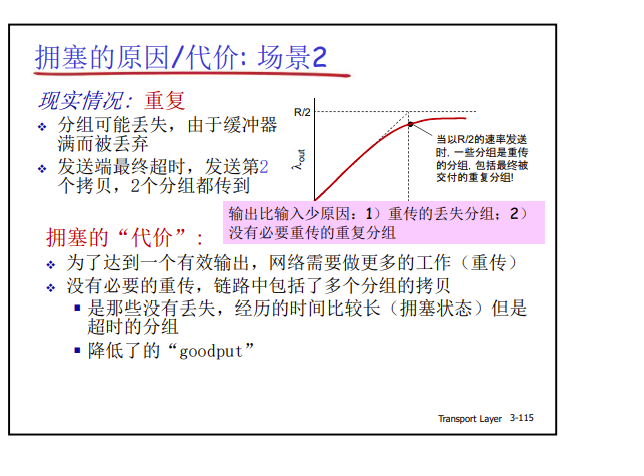 拥塞的原因/代价: 场景2
现实情况: 重复
分组可能丢失，由于缓冲器
满而被丢弃
发送端最终超时，发送第2
个拷贝，2个分组都传到
R/2
λout
当以R/2的速率发送
时, 一些分组是重传
的分组, 包括最终被
交付的重复分组!
输出比输入少原因：1）重传的丢失分组；2）
没有必要重传的重复分组
拥塞的“代价”:
为了达到一个有效输出，网络需要做更多的工作（重传）
没有必要的重传，链路中包括了多个分组的拷贝
是那些没有丢失，经历的时间比较长（拥塞状态）但是
超时的分组
降低了的“goodput”
Transport Layer 3-115